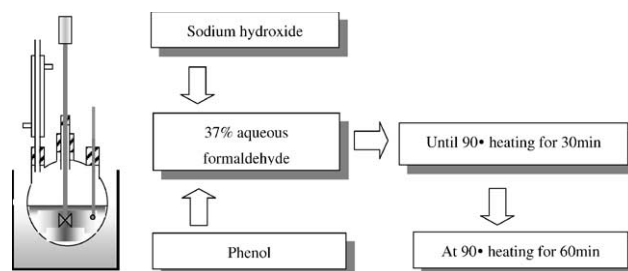 Sodium hydroxide
37% aqueous
formaldehyde
Until 90• heating for 30min
Phenol
At 90• heating for 60min